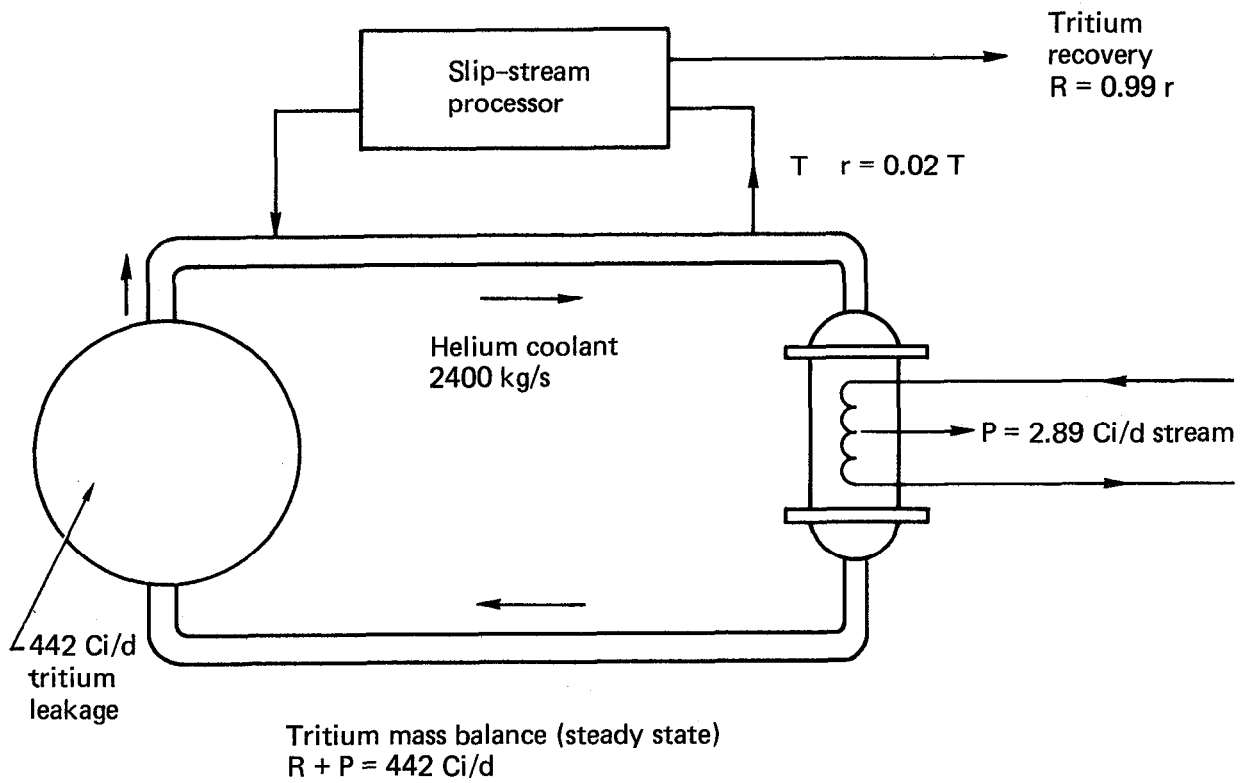 Tritium
recovery
R = 0.99 r
Slip-stream
processor
T r = 0.02 T
Helium coolant
2400 kg/s
P = 2.89 Ci/d stream
442 Ci/d
tritium
leakage
Tritium mass balance (steady state)
R + P = 442 Ci/d